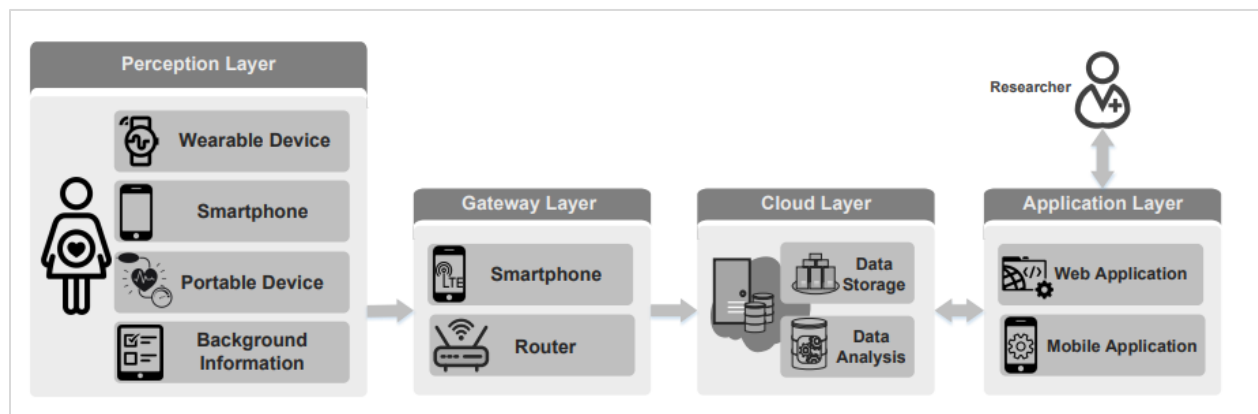 Perception Layer
Wearable Device
Smartphone
Portable Device
Background
Information
Gateway Layer
Smartphone
LTE
Router
Cloud Layer
Data
Storage
Data
Analysis
Researcher
Application Layer
</>
Web Application
Mobile Application